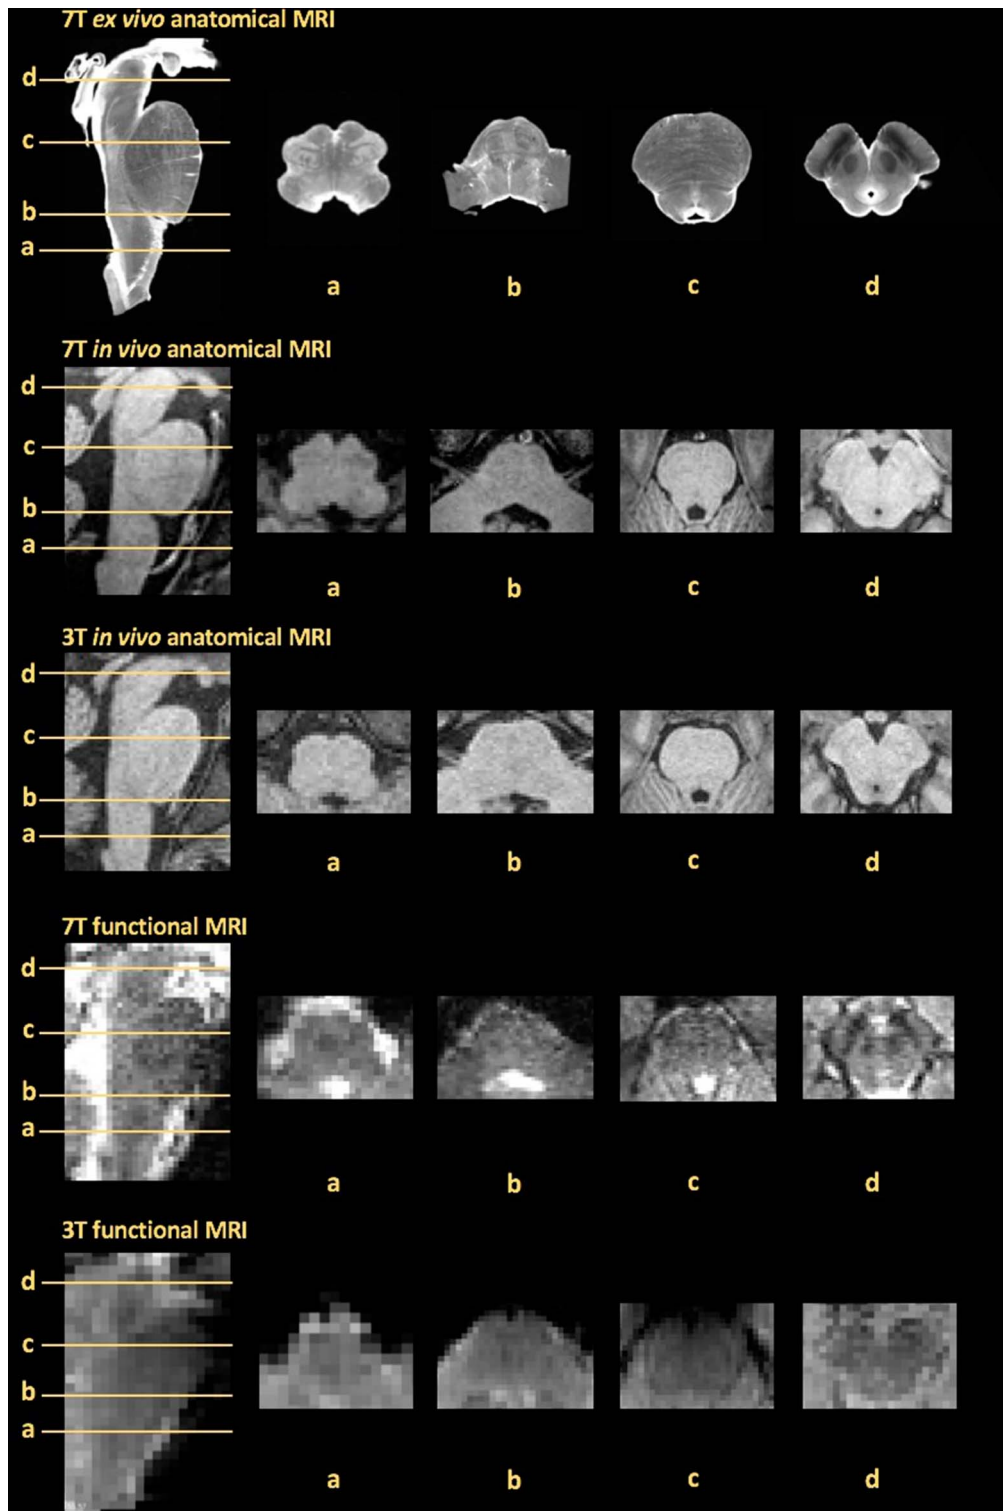 7T ex vivo anatomical MRI
d
c
b
a
a b c d
7T in vivo anatomical MRI
d
c
b
a
a b c d
3T in vivo anatomical MRI
d
c
b
a
a b c d
7T functional MRI
d
c
b
a
a b c d
3T functional MRI
d
c
b
a
a b c d